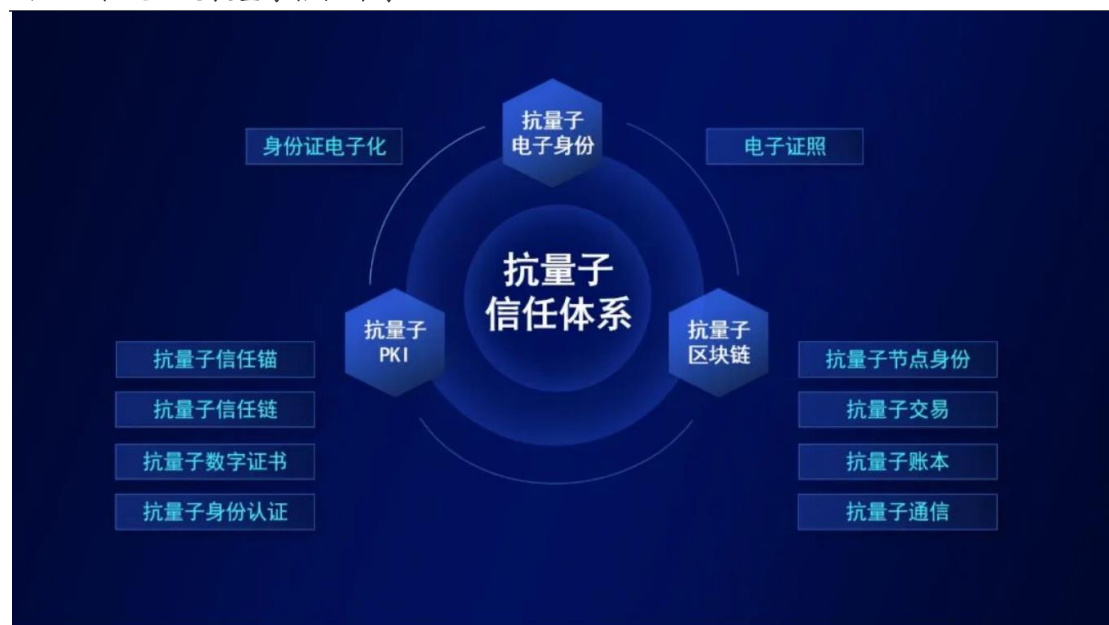 抗量子
电子身份
身份证电子化
电子证照
抗量子
信任体系
抗量子
PKI
抗量子
区块链
抗量子信任锚
抗量子信任链
抗量子数字证书
抗量子身份认证
抗量子节点身份
抗量子交易
抗量子账本
抗量子通信